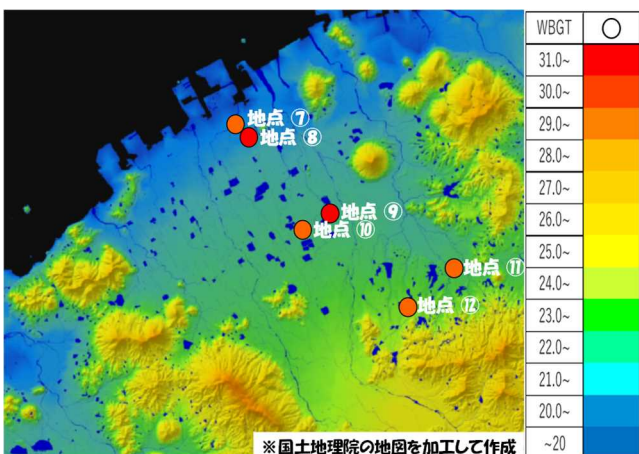 地点 ⑦
地点 ⑧
地点 ⑨
地点 ⑩
地点 ⑪
地点 ⑫
※国土地理院の地図を加工して作成
WBGT ○
31.0~
30.0~
29.0~
28.0~
27.0~
26.0~
25.0~
24.0~
23.0~
22.0~
21.0~
20.0~
~20